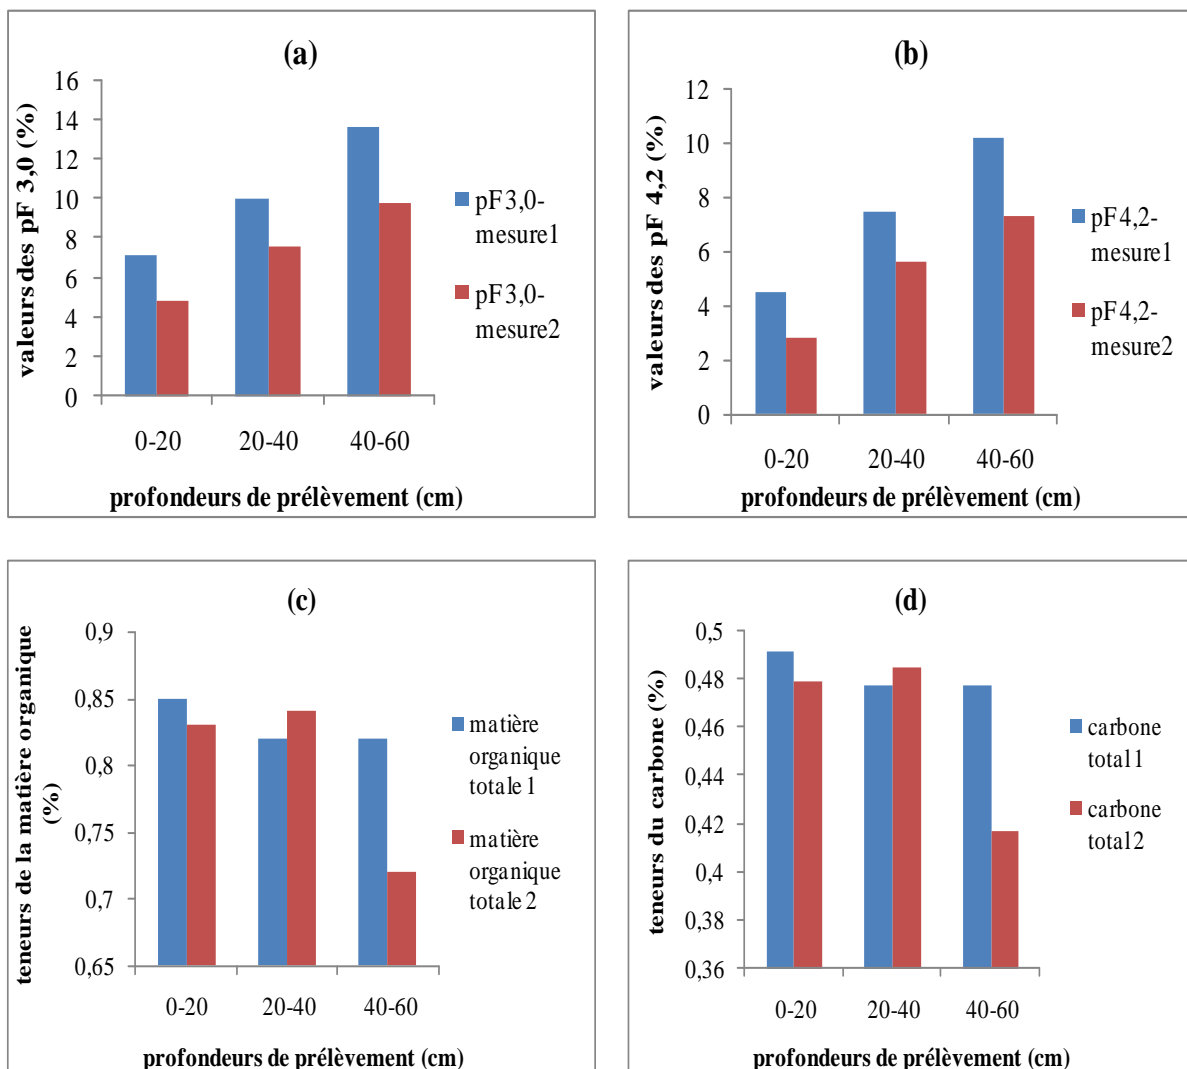 (a)
valeurs des pF 3,0 (%)
16
14
12
10
8
6
4
2
0
0-20
20-40
40-60
profondeurs de prélèvement (cm)
pF3,0-
mesure1
pF3,0-
mesure2
(b)
valeurs des pF 4,2 (%)
12
10
8
6
4
2
0
0-20
20-40
40-60
profondeurs de prélèvement (cm)
pF4,2-
mesure1
pF4,2-
mesure2
(c)
teneurs de la matière organique
(%)
0,9
0,85
0,8
0,75
0,7
0,65
0-20
20-40
40-60
profondeurs de prélèvement (cm)
matière
organique
totale 1
matière
organique
totale 2
(d)
teneurs du carbone (%)
0,5
0,48
0,46
0,44
0,42
0,4
0,38
0,36
0-20
20-40
40-60
profondeurs de prélèvement (cm)
carbone
total1
carbone
total2